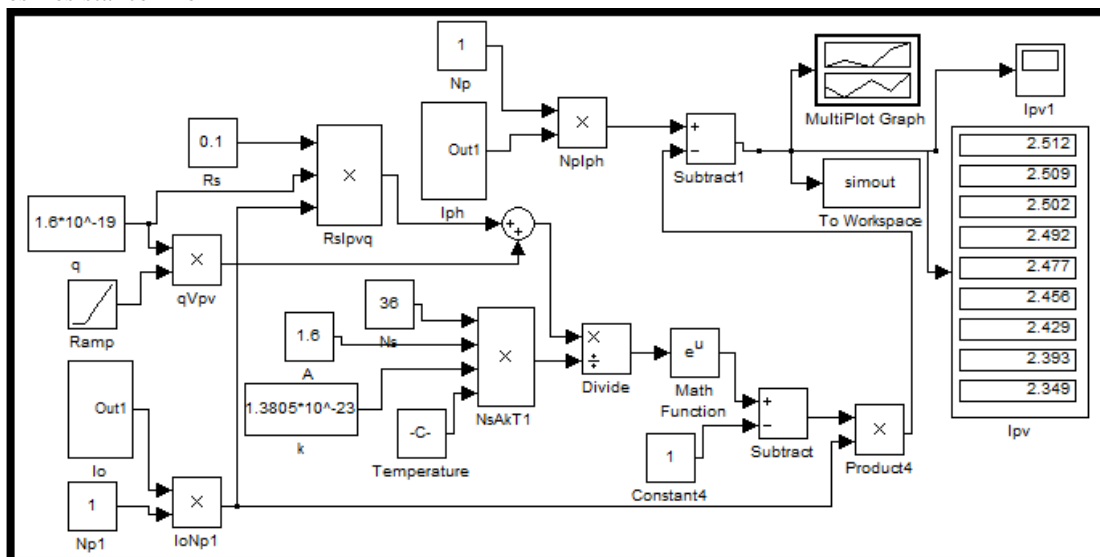 1
Np
0.1
Rs
1.6*10^-19
q
Ramp
qVpv
Out1
Io
1
Np1
IoNp1
RsIpvq
Out1
Iph
NpIph
36
Ns
1.6
A
1.3805*10^-23
k
-C-
Temperature
NsAkT1
Divide
e^u
Math
Function
1
Constant4
Subtract
Product4
Subtract1
MultiPlot Graph
simout
To Workspace
Ipv1
2.512
2.509
2.502
2.492
2.477
2.456
2.429
2.393
2.349
Ipv